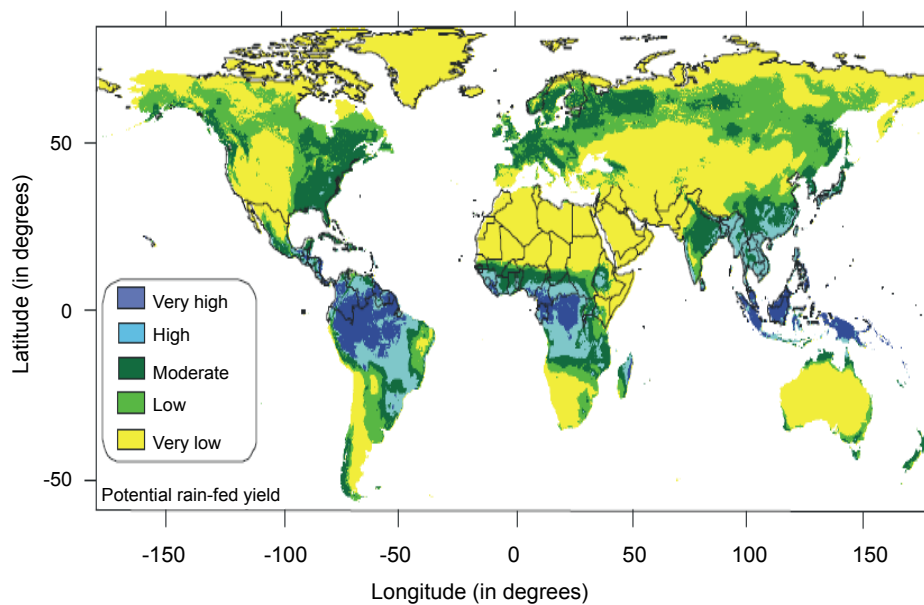 Latitude (in degrees)
50
0
-50
Very high
High
Moderate
Low
Very low
Potential rain-fed yield
-150
-100
-50
0
50
100
150
Longitude (in degrees)